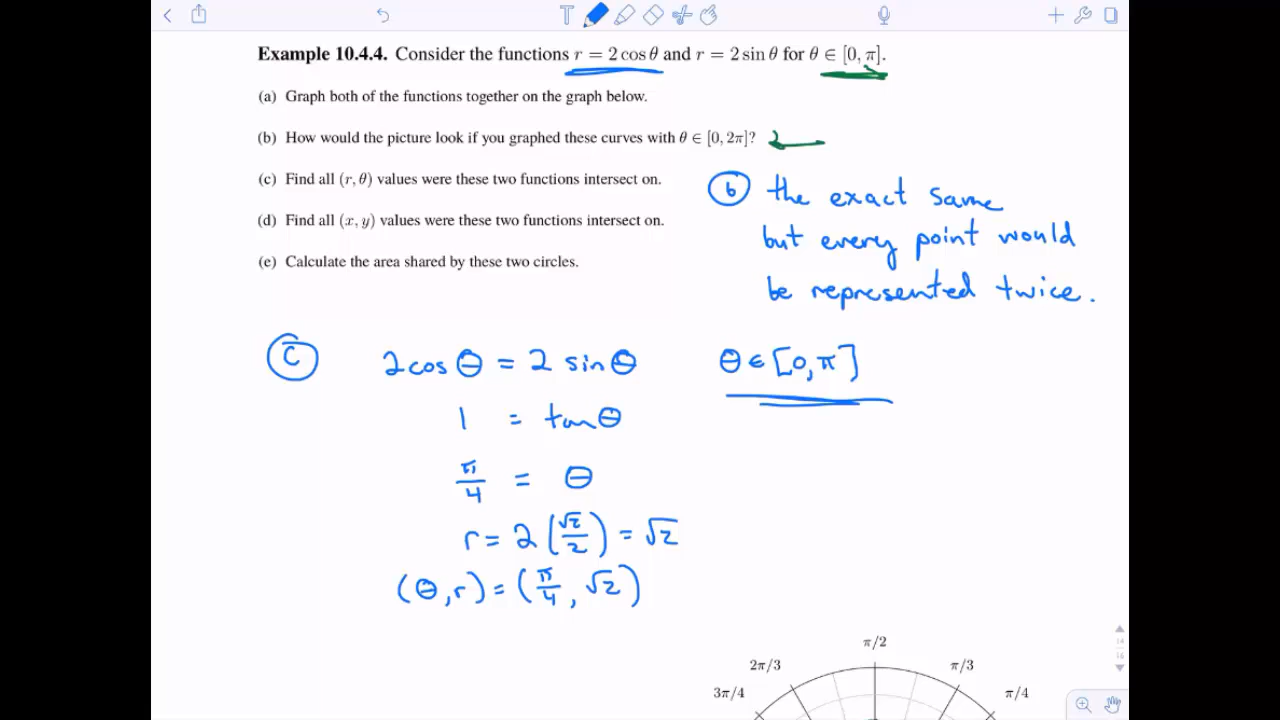 Example 10.4.4. Consider the functions r = 2 cos θ and r = 2 sin θ for θ ∈ [0, π].
(a) Graph both of the functions together on the graph below.
(b) How would the picture look if you graphed these curves with θ ∈ [0, 2π]?
(c) Find all (r, θ) values were these two functions intersect on.
(d) Find all (x, y) values were these two functions intersect on.
(e) Calculate the area shared by these two circles.
b the exact same
but every point would
be represented twice.
C 2cos θ = 2 sin θ θ ∈ [0, π]
1 = tan θ
π/4 = θ
r = 2 (√2/2) = √2
(θ, r) = (π/4, √2)
π/2
2π/3 π/3
3π/4 π/4